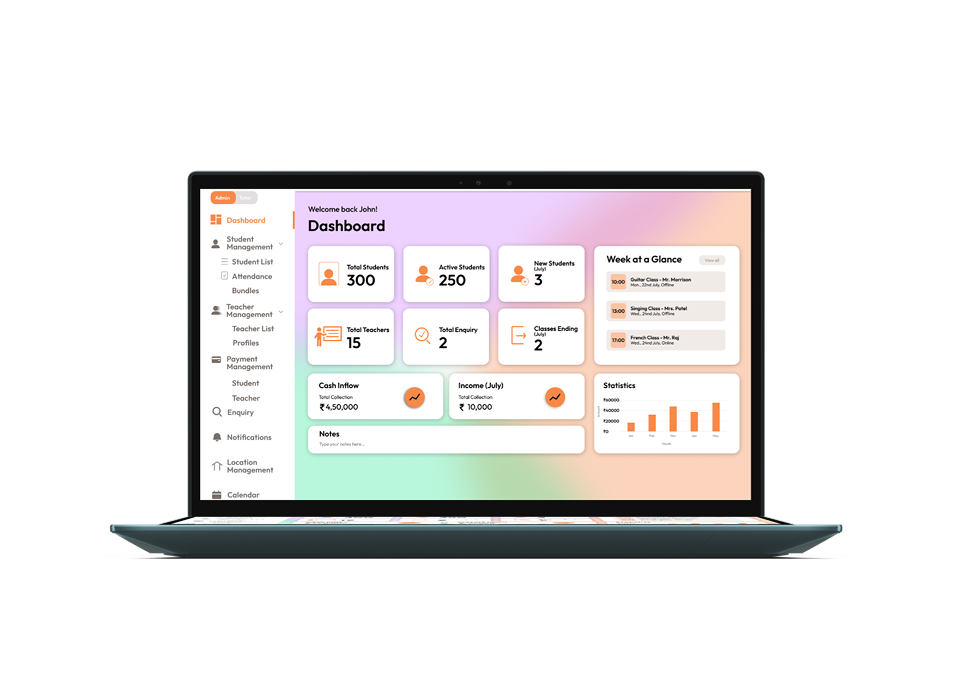 Admin
Tutor
Dashboard
Student
Management
Student List
Attendance
Bundles
Teacher
Management
Teacher List
Profiles
Payment
Management
Student
Teacher
Enquiry
Notifications
Location
Management
Calendar
Welcome back John!
Dashboard
Total Students
300
Active Students
250
New Students
(July)
3
Total Teachers
15
Total Enquiry
2
Classes Ending
(July)
2
Cash Inflow
Total Collection
₹4,50,000
Income (July)
Total Collection
₹ 10,000
Notes
Type your notes here...
Week at a Glance
View all
10:00
Guitar Class - Mr. Morrison
Mon., 22nd July, Offline
13:00
Singing Class - Mrs. Patel
Wed., 24nd July, Offline
17:00
French Class - Mr. Raj
Wed., 24nd July, Online
Statistics
₹60000
₹40000
₹20000
₹0
Jan
Feb
Mar
Apr
May
Month